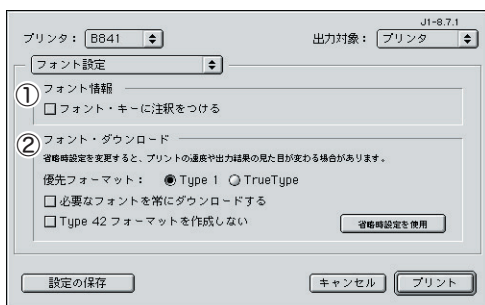 J1-8.7.1
プリンタ： B841 出力対象： プリンタ
フォント設定
① フォント情報
フォント・キーに注釈をつける
② フォント・ダウンロード
省略時設定を変更すると、プリントの速度や出力結果の見た目が変わる場合があります。
優先フォーマット： Type 1 TrueType
必要なフォントを常にダウンロードする
Type 42 フォーマットを作成しない 省略時設定を使用
設定の保存 キャンセル プリント